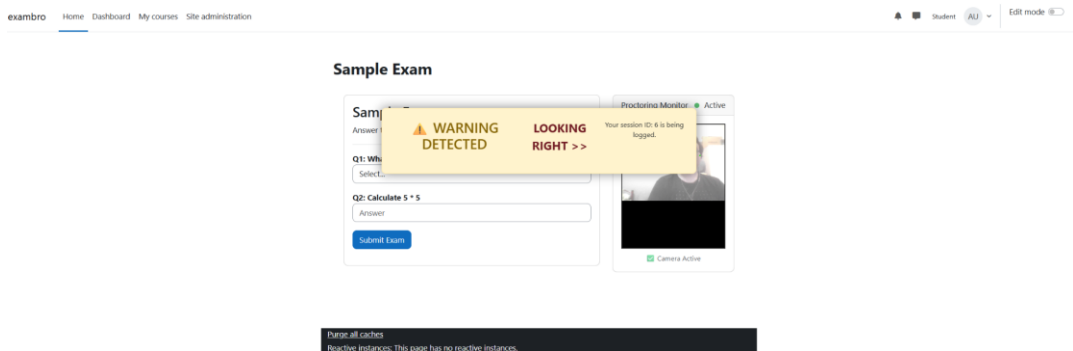 exambro Home Dashboard My courses Site administration Student AU Edit mode
Sample Exam
Proctoring Monitor Active
WARNING DETECTED
LOOKING RIGHT >>
Your session ID: 6 is being logged.
Answer
Q1:
Select...
Q2: Calculate 5 * 5
Answer
Submit Exam
Camera Active
Purge all caches
Reactive instances: This page has no reactive instances.